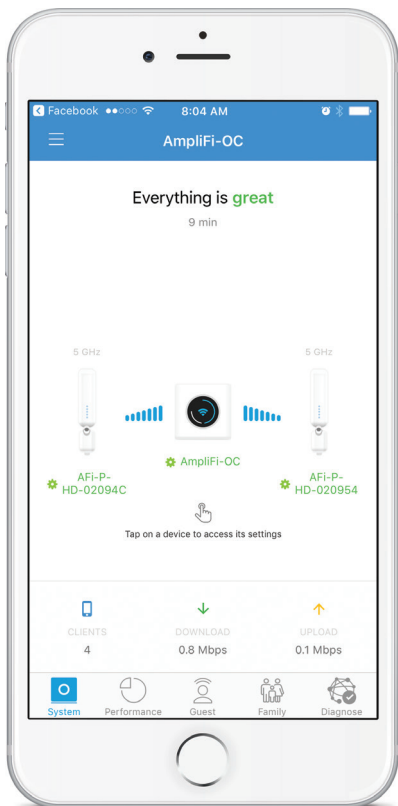 Facebook 8:04 AM
AmpliFi-OC
Everything is great
9 min
5 GHz 5 GHz
AmpliFi-OC
AFi-P-
HD-02094C
AFi-P-
HD-020954
Tap on a device to access its settings
CLIENTS DOWNLOAD UPLOAD
4 0.8 Mbps 0.1 Mbps
System Performance Guest Family Diagnose